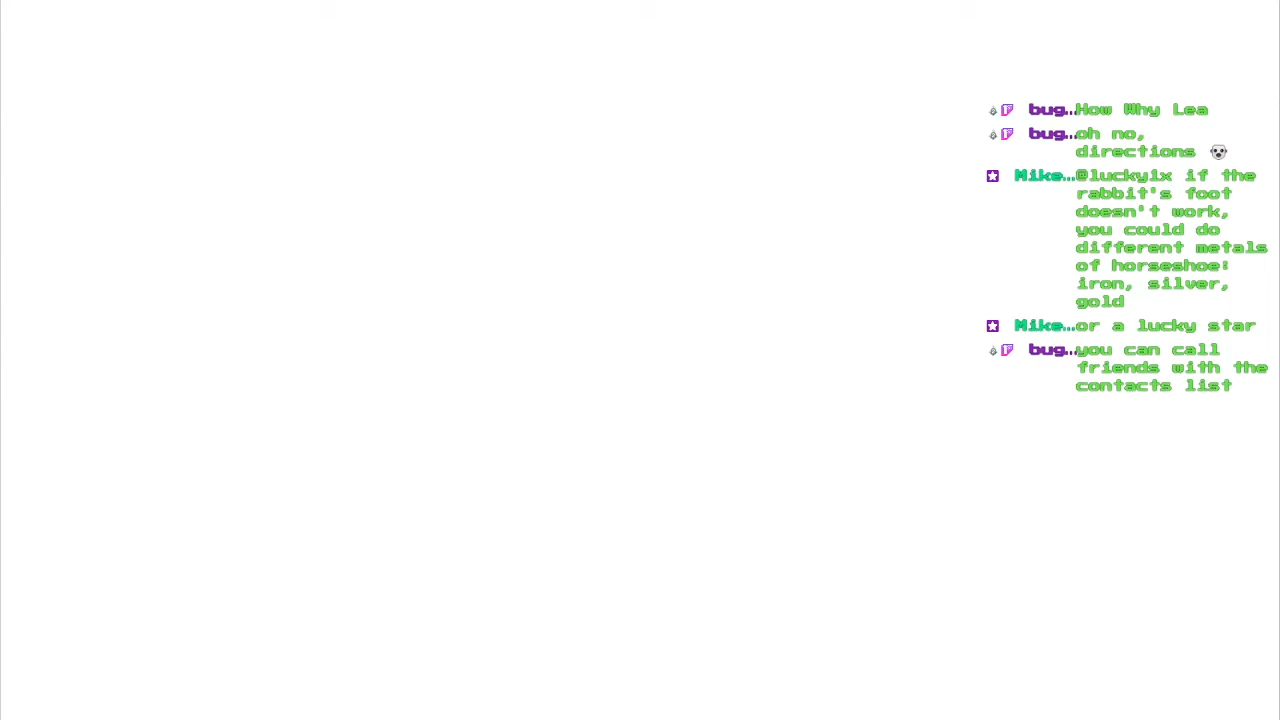 bug...How Why Lea
bug...oh no,
directions
Mike...@luckyix if the
rabbit's foot
doesn't work,
you could do
different metals
of horseshoe:
iron, silver,
gold
Mike...or a lucky star
bug...you can call
friends with the
contacts list